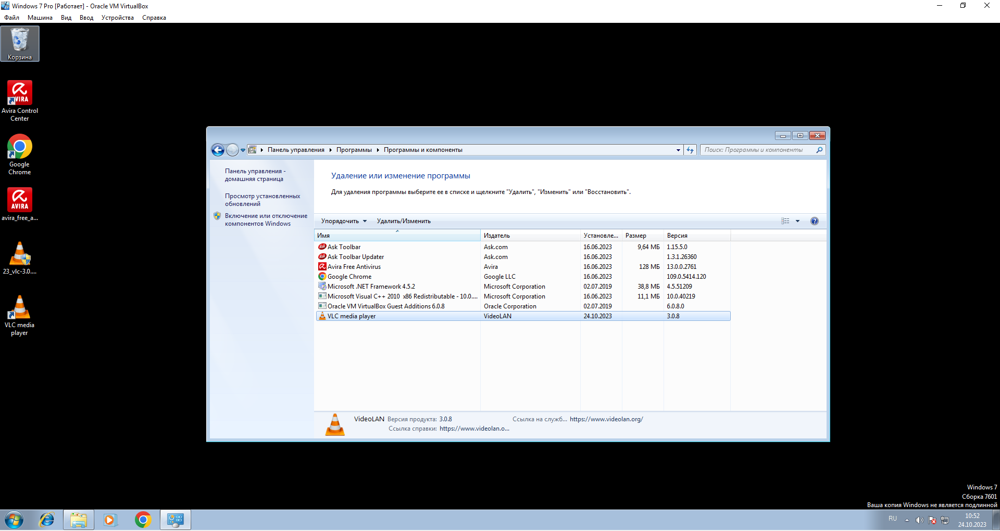 Windows 7 Pro [Работает] - Oracle VM VirtualBox
Файл Машина Вид Ввод Устройства Справка
Корзина
AVIRA
Avira Control
Center
Google
Chrome
AVIRA
avira_free_a...
23_vlc-3.0....
VLC media
player
Панель управления Программы Программы и компоненты
Поиск: Программы и компоненты
Панель управления -
домашняя страница
Просмотр установленных
обновлений
Включение или отключение
компонентов Windows
Удаление или изменение программы
Для удаления программы выберите ее в списке и щелкните "Удалить", "Изменить" или "Восстановить".
Упорядочить Удалить/Изменить
Имя Издатель Установле... Размер Версия
Ask Ask Toolbar Ask.com 16.06.2023 9,64 МБ 1.15.5.0
Ask Ask Toolbar Updater Ask.com 16.06.2023 1.3.1.26360
Avira Free Antivirus Avira 16.06.2023 128 МБ 13.0.0.2761
Google Chrome Google LLC 16.06.2023 109.0.5414.120
Microsoft .NET Framework 4.5.2 Microsoft Corporation 02.07.2019 38,8 МБ 4.5.51209
Microsoft Visual C++ 2010 x86 Redistributable - 10.0.... Microsoft Corporation 16.06.2023 11,1 МБ 10.0.40219
Oracle VM VirtualBox Guest Additions 6.0.8 Oracle Corporation 02.07.2019 6.0.8.0
VLC media player VideoLAN 24.10.2023 3.0.8
VideoLAN Версия продукта: 3.0.8 Ссылка на служб... https://www.videolan.org/
Ссылка справки: https://www.videolan.o...
Windows 7
Сборка 7601
Ваша копия Windows не является подлинной
RU
10:52
24.10.2023